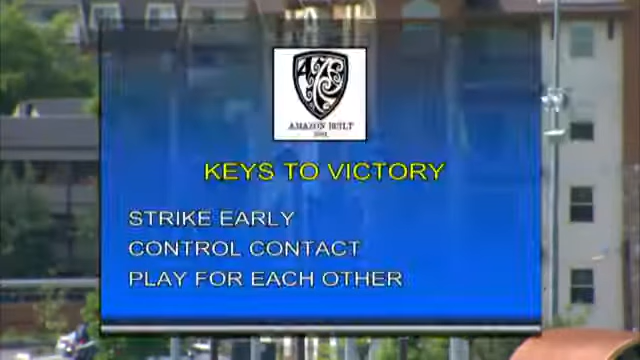 AMAZON BUILT
KEYS TO VICTORY
STRIKE EARLY
CONTROL CONTACT
PLAY FOR EACH OTHER